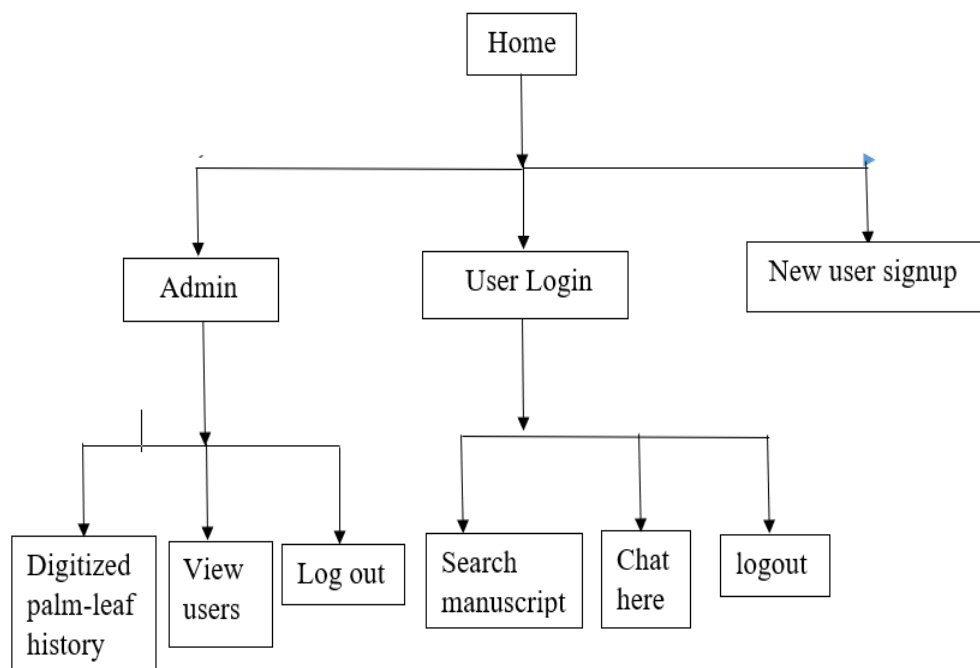 Home
Admin
User Login
New user signup
Digitized
palm-leaf
history
View
users
Log out
Search
manuscript
Chat
here
logout